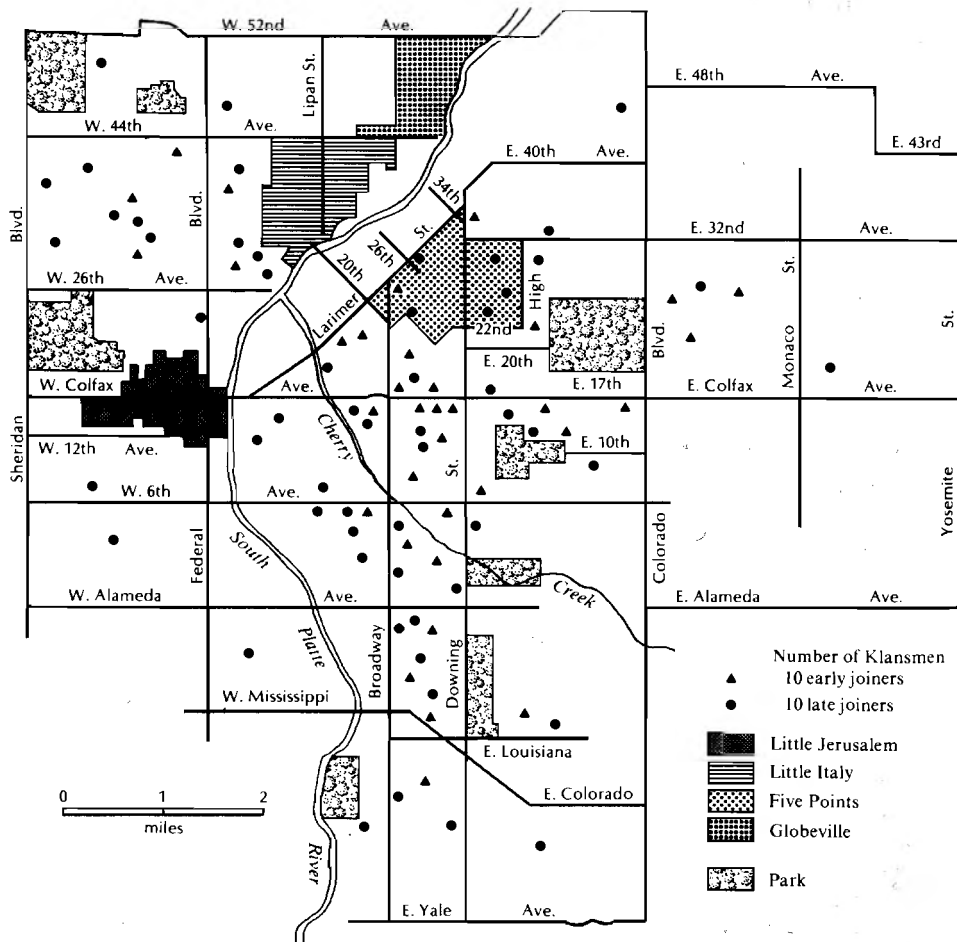 W. 52nd Ave.
Lipan St.
E. 48th Ave.
W. 44th Ave.
E. 43rd
E. 40th Ave.
34th
Blvd.
Blvd.
St.
26th
E. 32nd Ave.
20th
W. 26th Ave.
High
St.
St.
Larimer
22nd
Blvd.
Monaco
E. 20th
W. Colfax Ave.
E. 17th
E. Colfax Ave.
Sheridan
Cherry
W. 12th Ave.
St.
E. 10th
W. 6th Ave.
Federal
South
Colorado
Yosemite
Creek
W. Alameda Ave.
E. Alameda Ave.
Platte
Broadway
Downing
W. Mississippi
E. Louisiana
E. Colorado
River
E. Yale Ave.
0 1 2
miles
Number of Klansmen
10 early joiners
10 late joiners
Little Jerusalem
Little Italy
Five Points
Globeville
Park